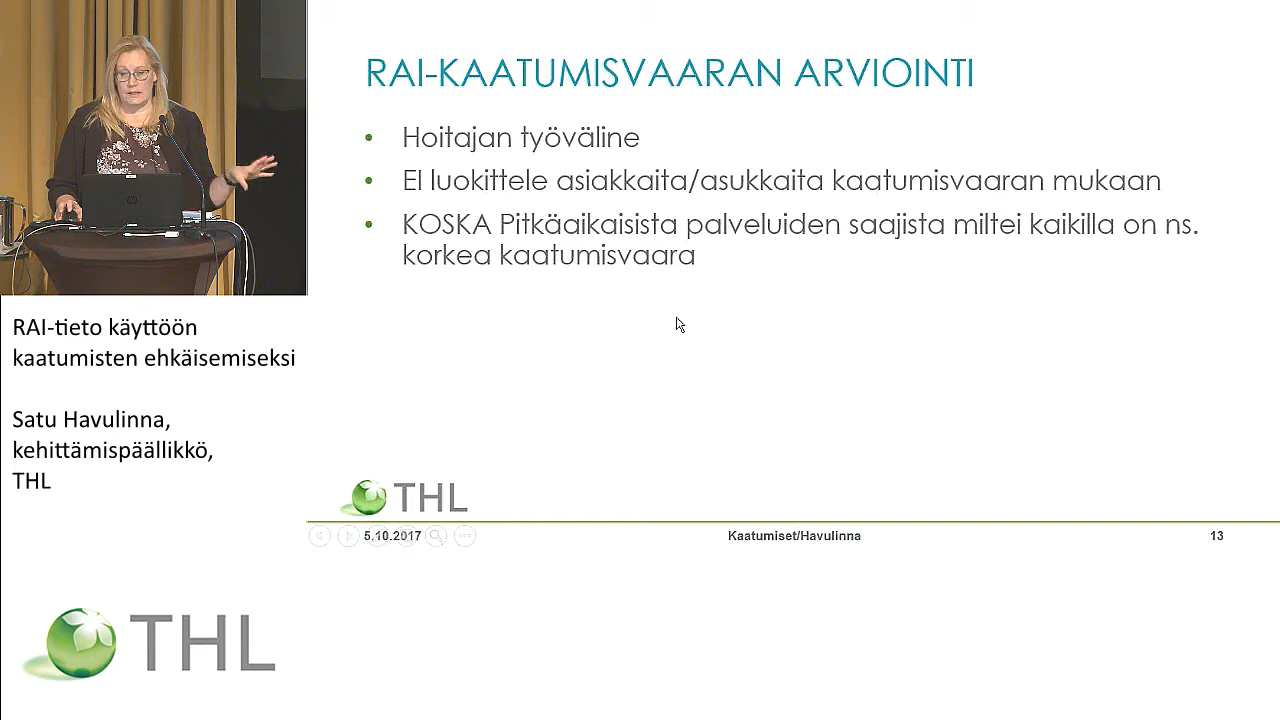 RAI-KAATUMISVAARAN ARVIOINTI
• Hoitajan työväline
• EI luokittele asiakkaita/asukkaita kaatumisvaaran mukaan
• KOSKA Pitkäaikaisista palveluiden saajista miltei kaikilla on ns.
korkea kaatumisvaara
RAI-tieto käyttöön
kaatumisten ehkäisemiseksi
Satu Havulinna,
kehittämispäällikkö,
THL
THL
5.10.2017
Kaatumiset/Havulinna
13
THL